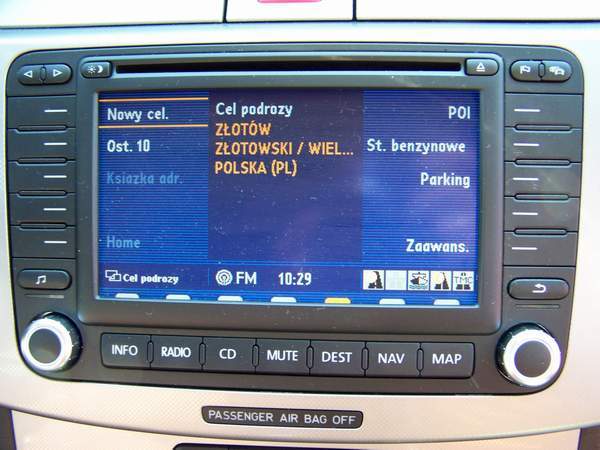 Nowy cel.
Ost. 10
Ksiazka adr.
Home
Cel podrozy
ZŁOTÓW
ZŁOTOWSKI / WIEL...
POLSKA (PL)
POI
St. benzynowe
Parking
Zaawans.
Cel podrozy
FM
10:29
TMC
INFO
RADIO
CD
MUTE
DEST
NAV
MAP
PASSENGER AIR BAG OFF